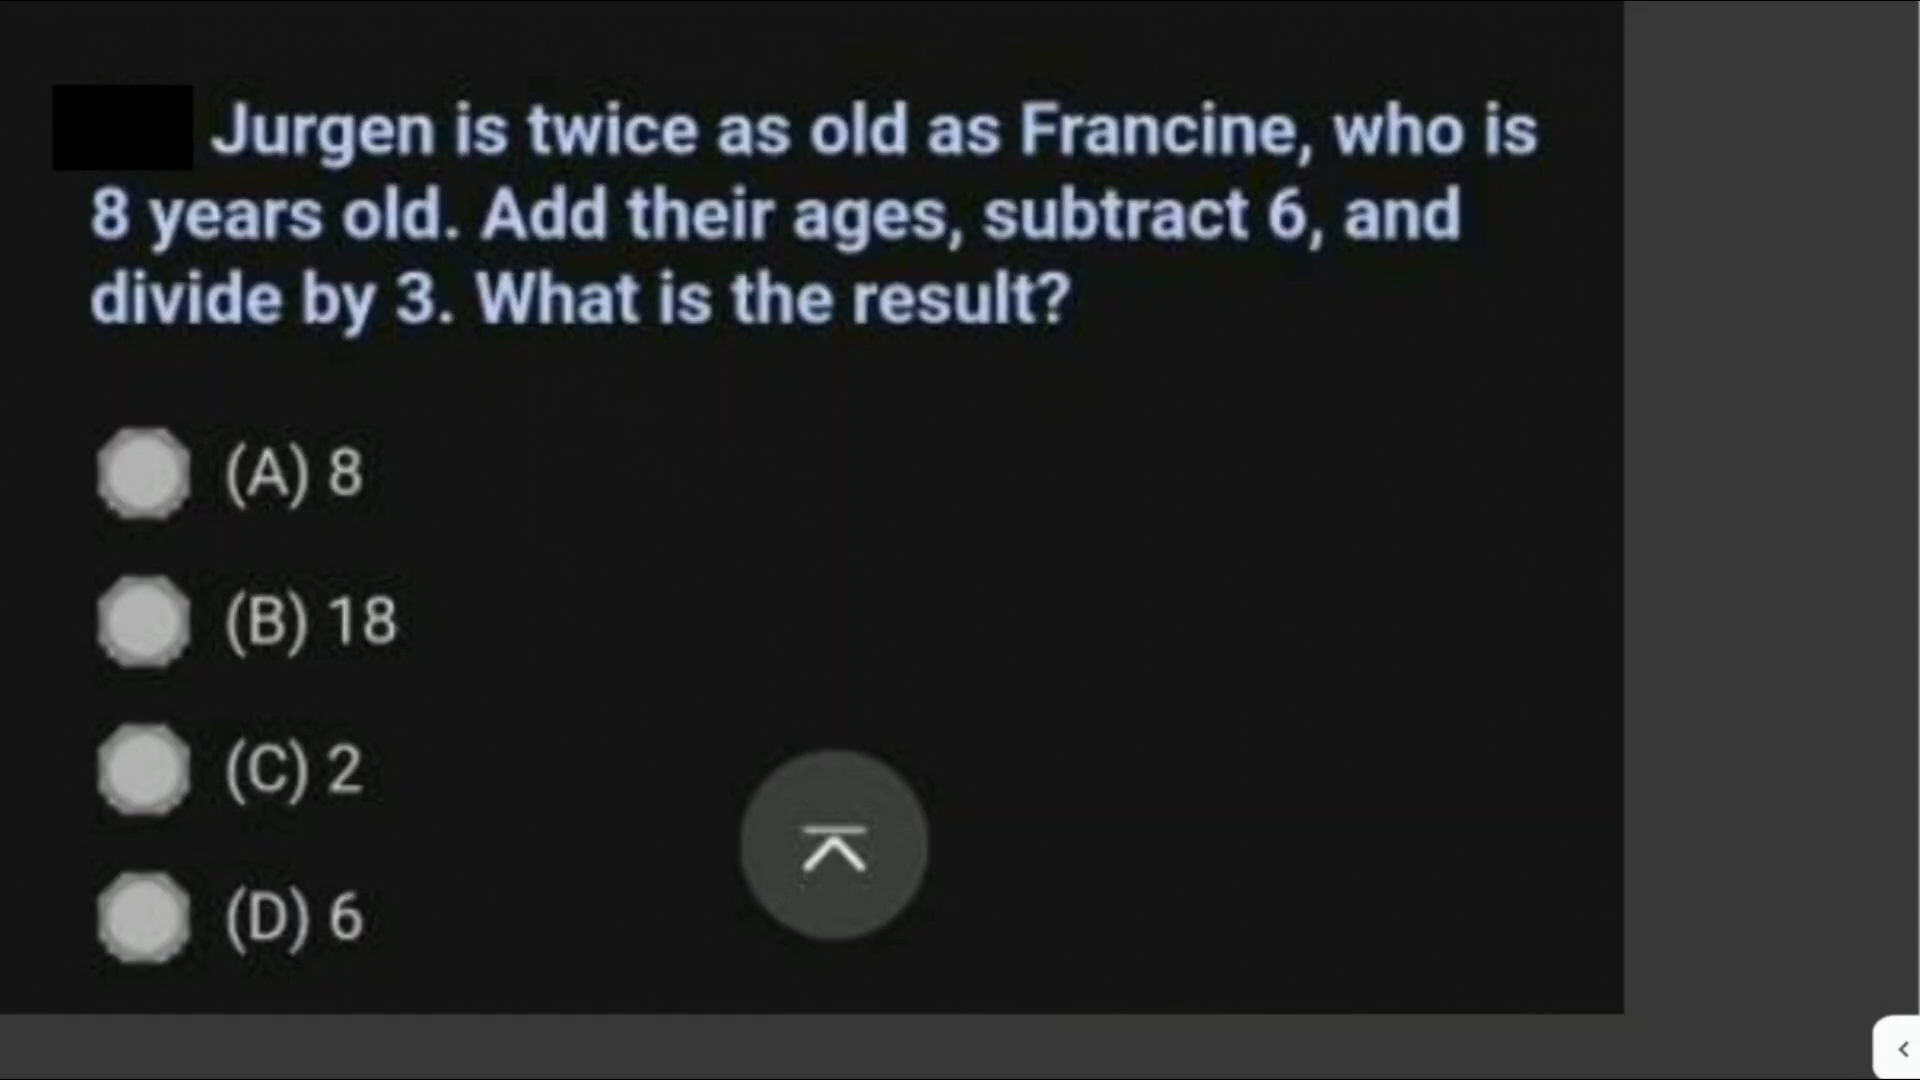 Jurgen is twice as old as Francine, who is
8 years old. Add their ages, subtract 6, and
divide by 3. What is the result?
(A) 8
(B) 18
(C) 2
(D) 6